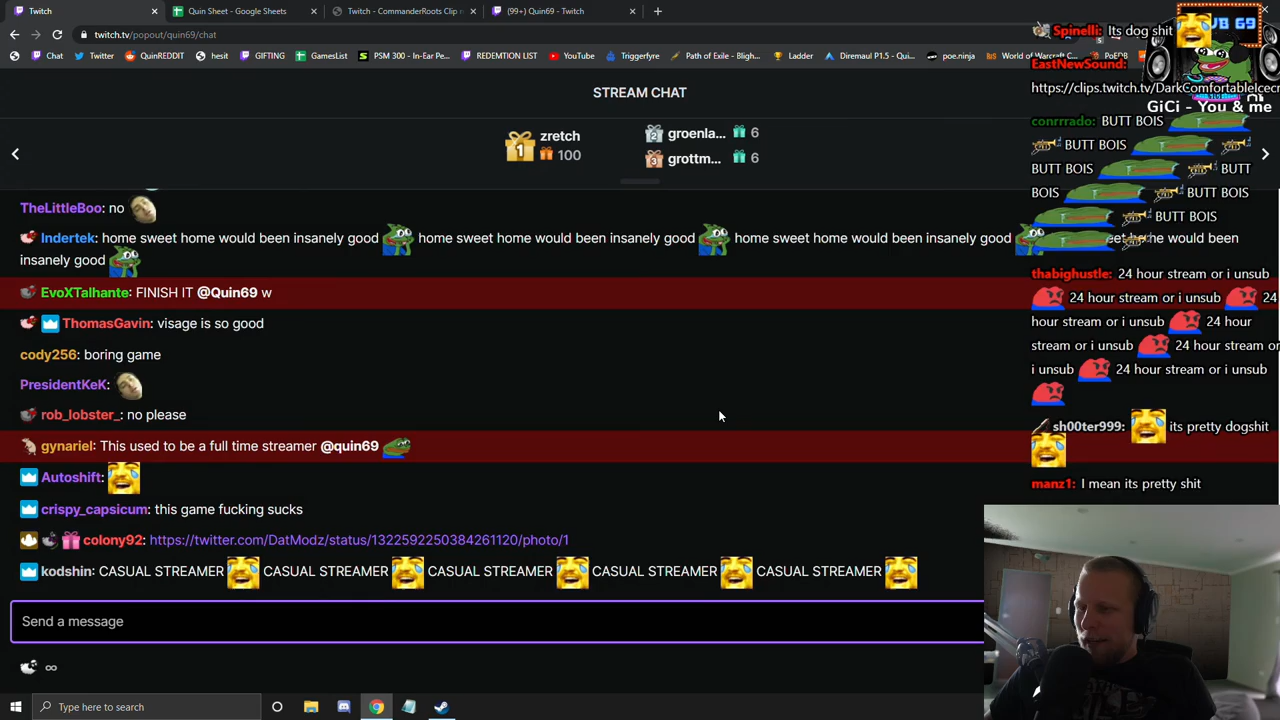 Twitch
Quin Sheet - Google Sheets
Twitch - CommanderRoots Clip r
(99+) Quin69 - Twitch
twitch.tv/popout/quin69/chat
Chat
Twitter
QuinREDDIT
hesit
GIFTING
GamesList
PSM 25 - In-Ear Pe...
REDEMTION LIST
YouTube
Triggerfyre
Path of Exile - Bligh...
Ladder
Diremaul P1.5 - Qui...
poe.ninja
World of Warcraft C
PoEDB
STREAM CHAT
1 zretch
100
2 groenla... 6
3 grottm... 6
TheLittleBoo: no
Indertek: home sweet home would been insanely good home sweet home would been insanely good home sweet home would been insanely good
insanely good
EvoXTalhante: FINISH IT @Quin69 w
ThomasGavin: visage is so good
cody256: boring game
PresidentKeK:
rob_lobster_: no please
gynariel: This used to be a full time streamer @quin69
Autoshift:
crispy_capsicum: this game fucking sucks
colony92: https://twitter.com/DatModz/status/1322592250384261120/photo/1
kodshin: CASUAL STREAMER CASUAL STREAMER CASUAL STREAMER CASUAL STREAMER CASUAL STREAMER
Send a message
∞
Type here to search
Spinelli: Its dog shit
UB 69
EastNewSound:
https://clips.twitch.tv/DarkComfortableIcecr
GiCi - You & me
conrrrado: BUTT BOIS
BUTT BOIS
BUTT BOIS BUTT
BOIS BUTT BOIS
BUTT BOIS
thabighustle: 24 hour stream or i unsub
24 hour stream or i unsub 24
hour stream or i unsub 24 hour
stream or i unsub 24 hour stream or
i unsub 24 hour stream or i unsub
sh00ter999: its pretty dogshit
manz1: I mean its pretty shit